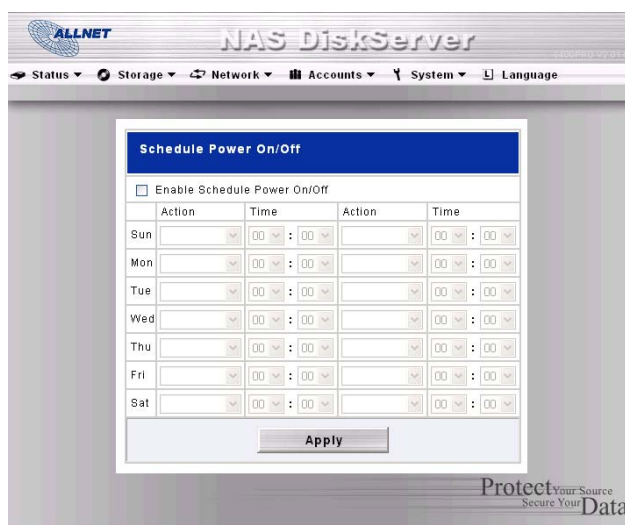 ALLNET
NAS DiskServer
Status Storage Network Accounts System Language
Schedule Power On/Off
Enable Schedule Power On/Off
Action Time Action Time
Sun 00 : 00 00 : 00
Mon 00 : 00 00 : 00
Tue 00 : 00 00 : 00
Wed 00 : 00 00 : 00
Thu 00 : 00 00 : 00
Fri 00 : 00 00 : 00
Sat 00 : 00 00 : 00
Apply
Protect Your Source
Secure Your Data